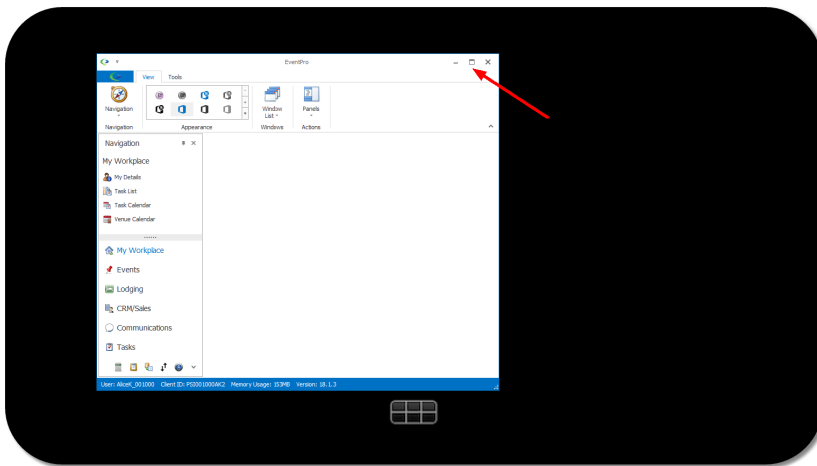 EventPro
View Tools
Navigation
Window List
Panels
Navigation Appearance Windows Actions
Navigation
My Workplace
My Details
Task List
Task Calendar
Venue Calendar
My Workplace
Events
Lodging
CRM/Sales
Communications
Tasks
User: AliceK_001000 Client ID: PSI001000AK2 Memory Usage: 153MB Version: 18.1.3